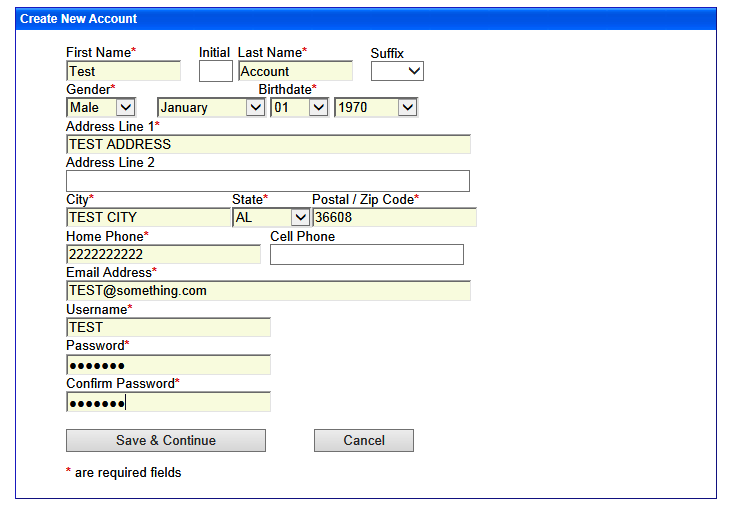 Create New Account
First Name* Initial Last Name* Suffix
Test Account
Gender* Birthdate*
Male January 01 1970
Address Line 1*
TEST ADDRESS
Address Line 2
City* State* Postal / Zip Code*
TEST CITY AL 36608
Home Phone* Cell Phone
2222222222
Email Address*
TEST@something.com
Username*
TEST
Password*
●●●●●●●
Confirm Password*
●●●●●●●
Save & Continue Cancel
* are required fields